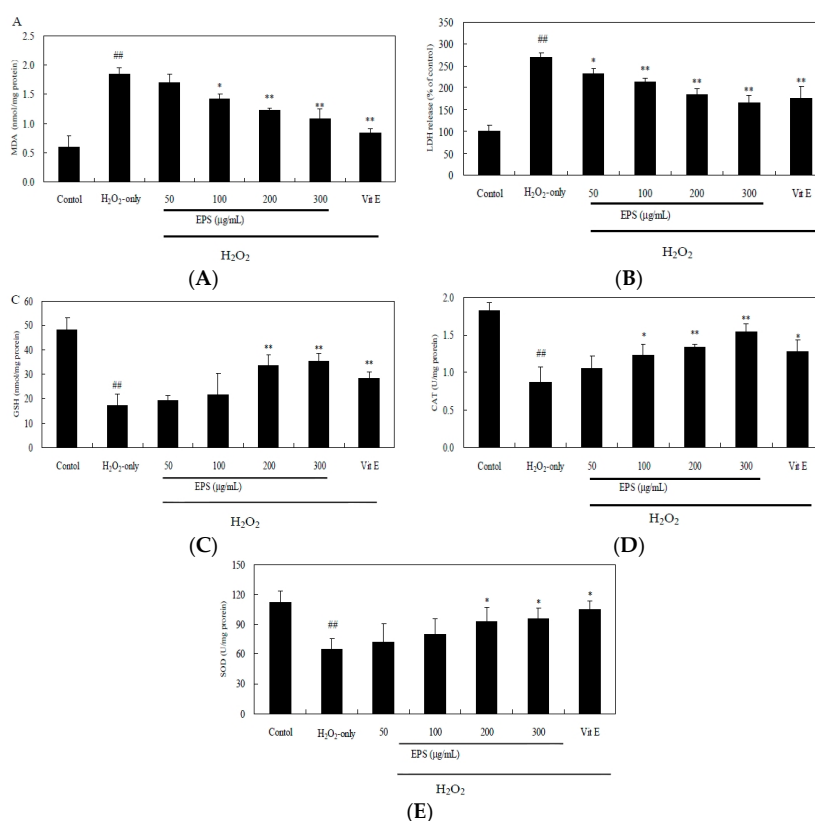 A
MDA (nmol/mg protein)
2.5
2.0
1.5
1.0
0.5
0.0
##
*
**
**
**
Contol
H₂O₂-only
50
100
200
300
Vit E
EPS (µg/mL)
H₂O₂
(A)
LDH release (% of control)
350
300
250
200
150
100
50
0
##
*
**
**
**
**
Control
H₂O₂-only
50
100
200
300
Vit E
EPS (µg/mL)
H₂O₂
(B)
C
GSH (nmol/mg protein)
60
50
40
30
20
10
0
##
**
**
**
Contol
H₂O₂-only
50
100
200
300
Vit E
EPS (µg/mL)
H₂O₂
(C)
CAT (U/mg prorein)
2.0
1.5
1.0
0.5
0.0
##
*
**
**
*
Contol
H₂O₂-only
50
100
200
300
Vit E
EPS (µg/mL)
H₂O₂
(D)
SOD (U/mg prorein)
150
120
90
60
30
0
##
*
*
*
Contol
H₂O₂-only
50
100
200
300
Vit E
EPS (µg/mL)
H₂O₂
(E)